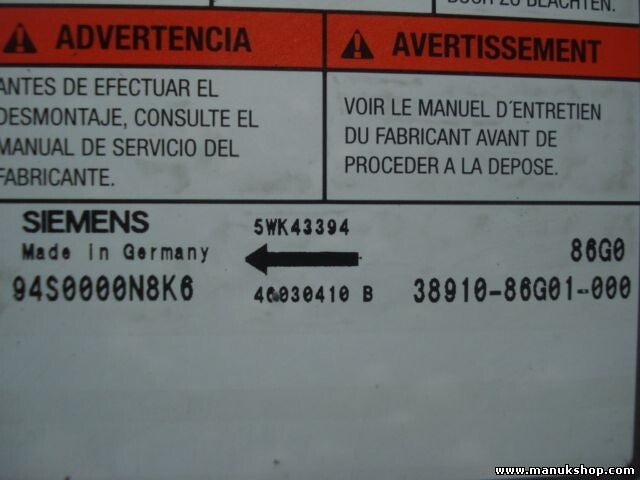 ZU BEACHTEN.
ADVERTENCIA
ANTES DE EFECTUAR EL
DESMONTAJE, CONSULTE EL
MANUAL DE SERVICIO DEL
FABRICANTE.
AVERTISSEMENT
VOIR LE MANUEL D´ENTRETIEN
DU FABRICANT AVANT DE
PROCEDER A LA DEPOSE.
SIEMENS
Made in Germany
94S0000N8K6
5WK43394
46030410 B
86G0
38910-86G01-000
www.manukshop.com